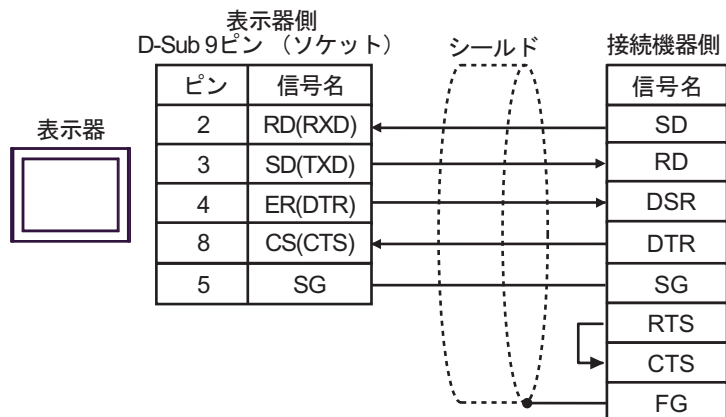 表示器側
D-Sub 9ピン （ソケット）
シールド
接続機器側
表示器
ピン 信号名 信号名
2 RD(RXD) SD
3 SD(TXD) RD
4 ER(DTR) DSR
8 CS(CTS) DTR
5 SG SG
RTS
CTS
FG